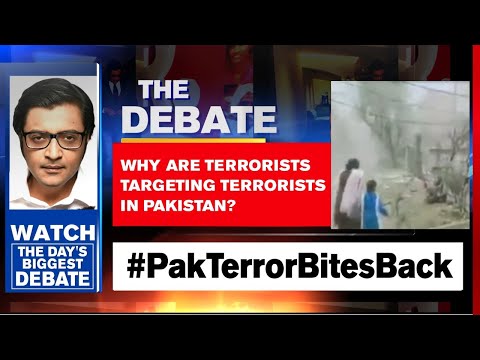 THE
DEBATE
WHY ARE TERRORISTS
TARGETING TERRORISTS
IN PAKISTAN?
WATCH
THE DAY'S
BIGGEST
DEBATE
#PakTerrorBitesBack